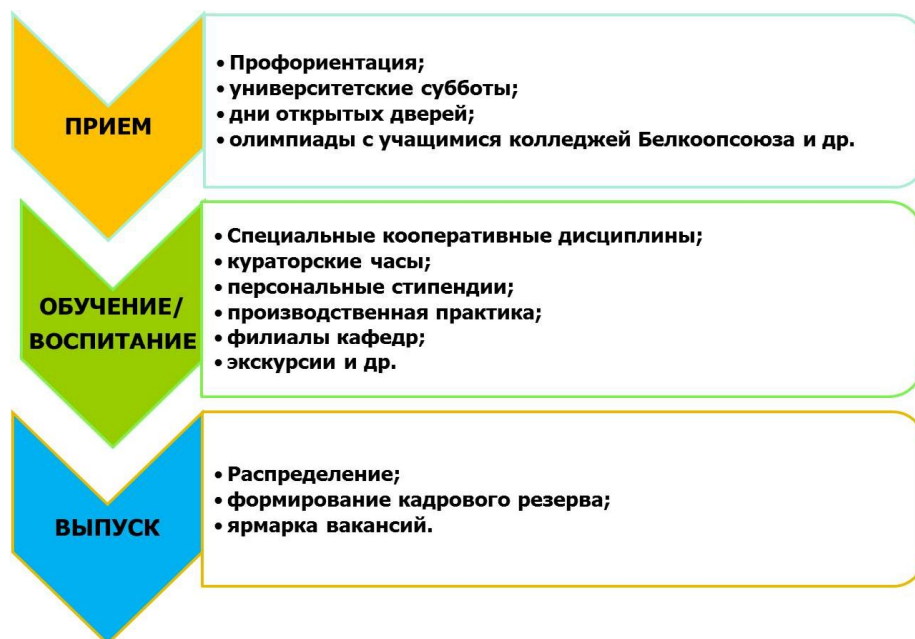 ПРИЕМ
• Профориентация;
• университетские субботы;
• дни открытых дверей;
• олимпиады с учащимися колледжей Белкоопсоюза и др.
ОБУЧЕНИЕ/
ВОСПИТАНИЕ
• Специальные кооперативные дисциплины;
• кураторские часы;
• персональные стипендии;
• производственная практика;
• филиалы кафедр;
• экскурсии и др.
ВЫПУСК
• Распределение;
• формирование кадрового резерва;
• ярмарка вакансий.